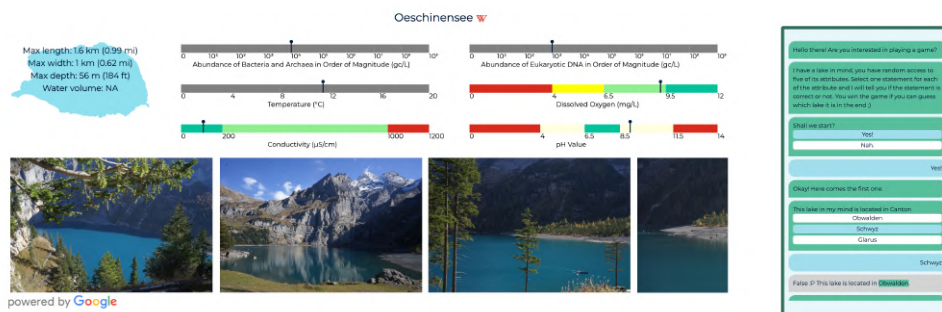 Oeschinensee W
Max length: 1.6 km (0.99 mi)
Max width: 1 km (0.62 mi)
Max depth: 56 m (184 ft)
Water volume: NA
Abundance of Bacteria and Archaea in Order of Magnitude (gc/L)
Abundance of Eukaryotic DNA in Order of Magnitude (gc/L)
0 4 8 12 16 20
Temperature (°C)
0 4 6.5 9.5 12
Dissolved Oxygen (mg/L)
0 200 1000 1200
Conductivity (µS/cm)
0 4 6.5 8.5 11.5 14
pH Value
powered by Google
Hello there! Are you interested in playing a game?
I have a lake in mind, you have random access to
five of its attributes. Select one statement for each
of the attribute and I will tell you if the statement is
correct or not. You win the game if you can guess
which lake it is in the end ;)
Shall we start?
Yes!
Nah.
Yes!
Okay! Here comes the first one.
This lake in my mind is located in Canton
Obwalden
Schwyz
Glarus
Schwyz
False :P This lake is located in Obwalden.